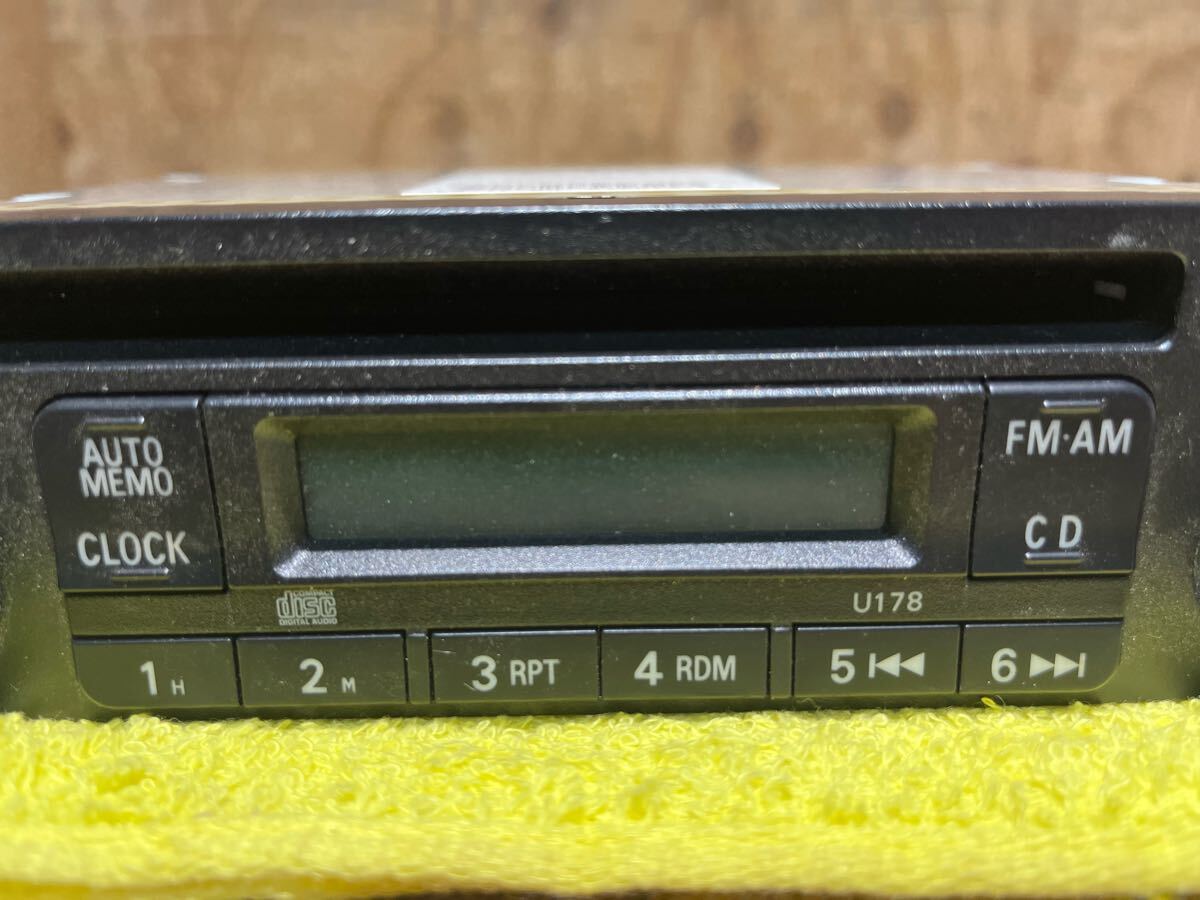 AUTO
MEMO
CLOCK
FM·AM
CD
COMPACT
disc
DIGITAL AUDIO
U178
1 H
2 M
3 RPT
4 RDM
5
6